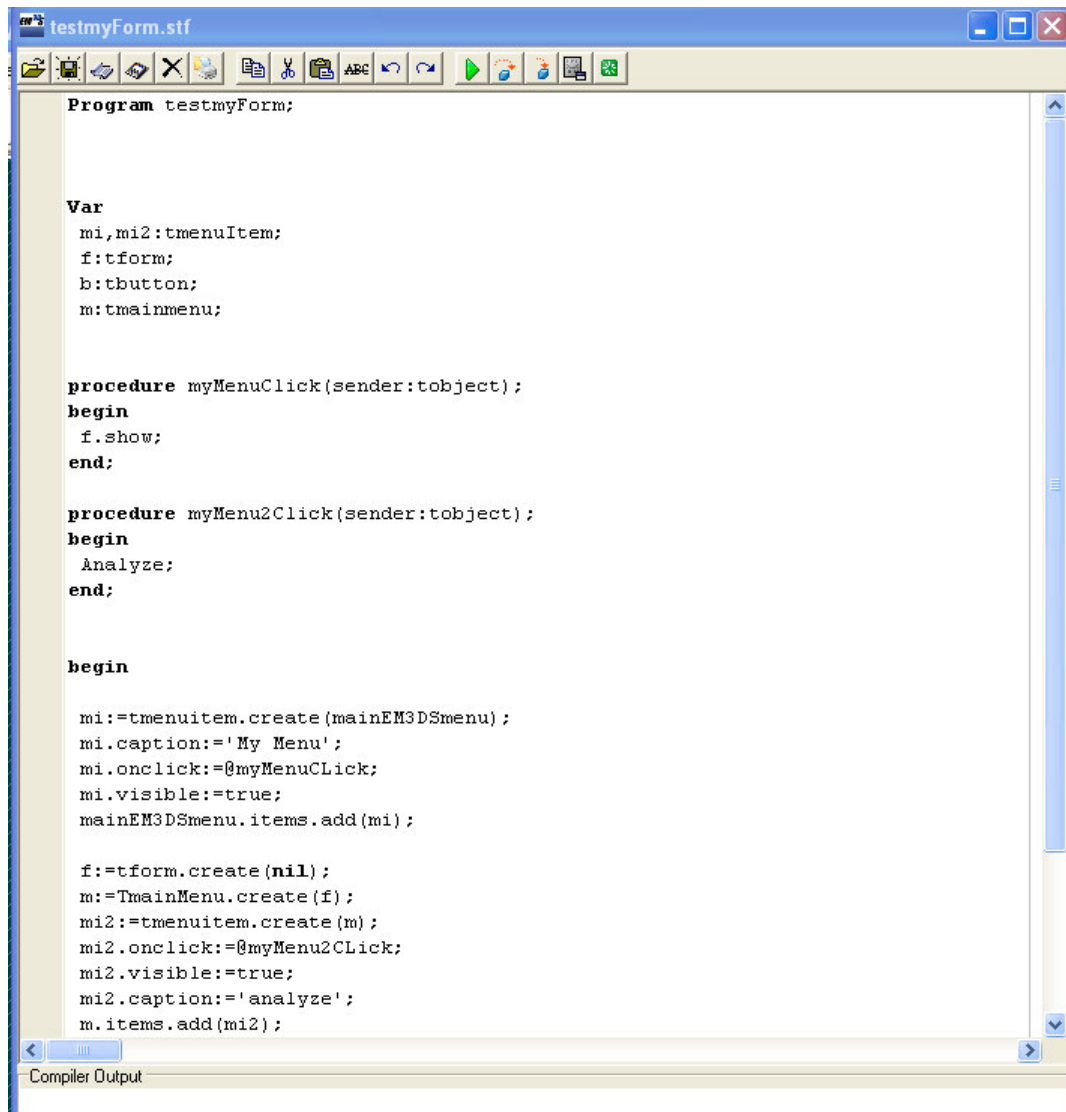 testmyForm.stf
ABC
Program testmyForm;
Var
mi,mi2:tmenuItem;
f:tform;
b:tbutton;
m:tmainmenu;
procedure myMenuClick(sender:tobject);
begin
f.show;
end;
procedure myMenu2Click(sender:tobject);
begin
Analyze;
end;
begin
mi:=tmenuitem.create(mainEM3DSmenu);
mi.caption:='My Menu';
mi.onclick:=@myMenuCLick;
mi.visible:=true;
mainEM3DSmenu.items.add(mi);
f:=tform.create(nil);
m:=TmainMenu.create(f);
mi2:=tmenuitem.create(m);
mi2.onclick:=@myMenu2CLick;
mi2.visible:=true;
mi2.caption:='analyze';
m.items.add(mi2);
Compiler Output